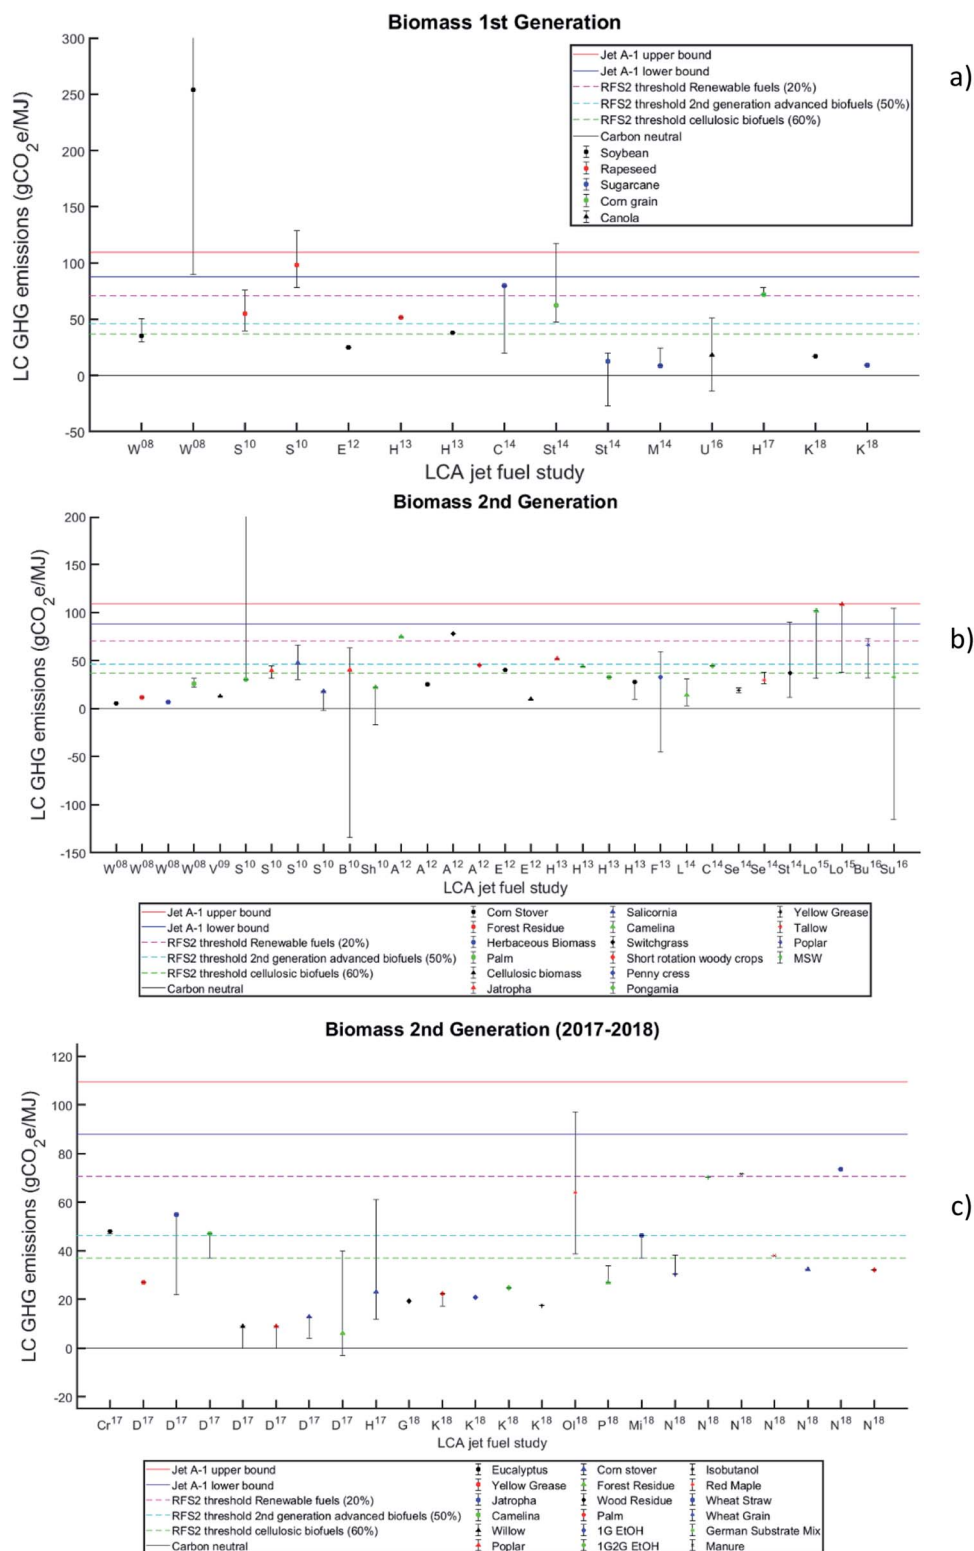 Biomass 1st Generation
a)
LC GHG emissions (gCO2e/MJ)
300
250
200
150
100
50
0
-50
Jet A-1 upper bound
Jet A-1 lower bound
RFS2 threshold Renewable fuels (20%)
RFS2 threshold 2nd generation advanced biofuels (50%)
RFS2 threshold cellulosic biofuels (60%)
Carbon neutral
Soybean
Rapeseed
Sugarcane
Corn grain
Canola
W08 W08 S10 S10 E12 H13 H13 C14 St14 St14 M14 U16 H17 K18 K18
LCA jet fuel study
Biomass 2nd Generation
b)
LC GHG emissions (gCO2e/MJ)
200
150
100
50
0
-50
-100
-150
W08 W08 W08 W08 V09 S10 S10 S10 S10 B10 Sh10 A12 A12 A12 A12 E12 E12 H13 H13 H13 H13 F13 L14 C14 Se14 Se14 St14 Lo15 Lo15 Bu16 Su16
LCA jet fuel study
Jet A-1 upper bound
Jet A-1 lower bound
RFS2 threshold Renewable fuels (20%)
RFS2 threshold 2nd generation advanced biofuels (50%)
RFS2 threshold cellulosic biofuels (60%)
Carbon neutral
Corn Stover
Forest Residue
Herbaceous Biomass
Palm
Cellulosic biomass
Jatropha
Salicornia
Camelina
Switchgrass
Short rotation woody crops
Penny cress
Pongamia
Yellow Grease
Tallow
Poplar
MSW
Biomass 2nd Generation (2017-2018)
c)
LC GHG emissions (gCO2e/MJ)
120
100
80
60
40
20
0
-20
Cr17 D17 D17 D17 D17 D17 D17 D17 H17 G18 K18 K18 K18 K18 Ol18 P18 Mi18 N18 N18 N18 N18 N18 N18 N18
LCA jet fuel study
Jet A-1 upper bound
Jet A-1 lower bound
RFS2 threshold Renewable fuels (20%)
RFS2 threshold 2nd generation advanced biofuels (50%)
RFS2 threshold cellulosic biofuels (60%)
Carbon neutral
Eucalyptus
Yellow Grease
Jatropha
Camelina
Willow
Poplar
Corn stover
Forest Residue
Wood Residue
Palm
1G EtOH
1G2G EtOH
Isobutanol
Red Maple
Wheat Straw
Wheat Grain
German Substrate Mix
Manure